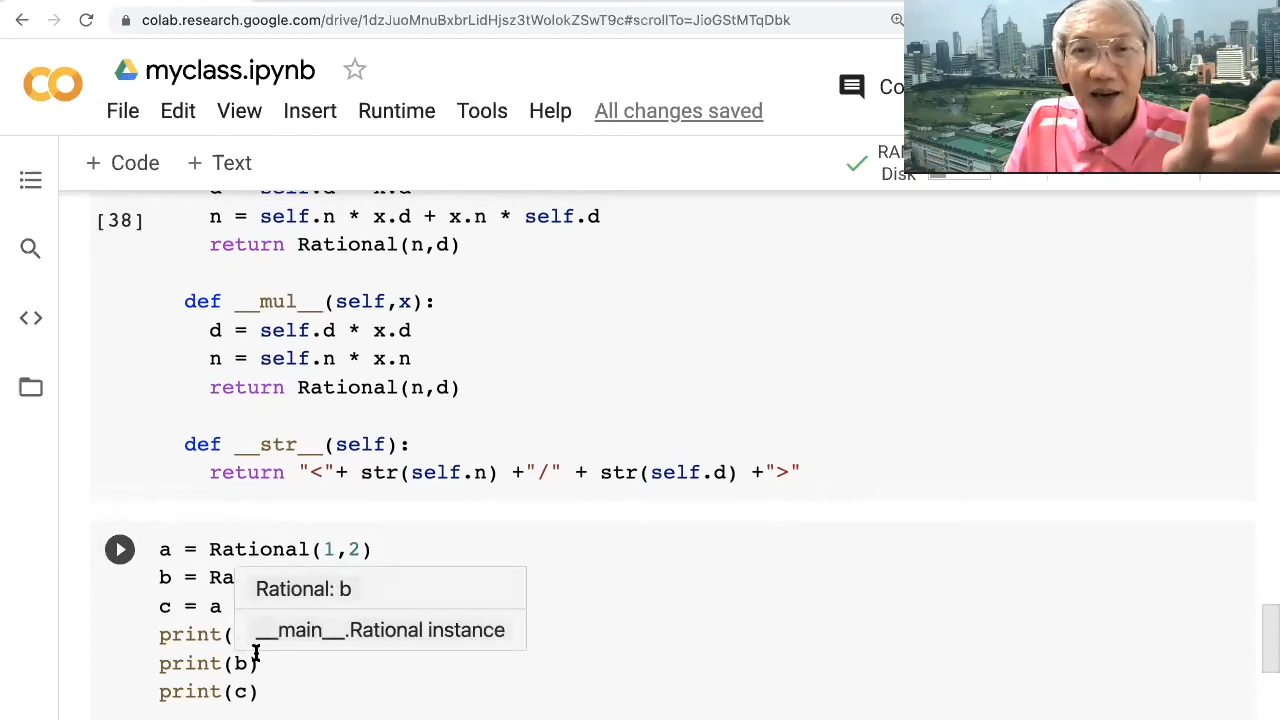 colab.research.google.com/drive/1dzJuoMnuBxbrLidHjsz3tWolokZSwT9c#scrollTo=JioGStMTqDbk
CO
myclass.ipynb
File Edit View Insert Runtime Tools Help All changes saved
Co
+ Code + Text
RAM
Disk
[38]
n = self.n * x.d + x.n * self.d
return Rational(n,d)
def __mul__(self,x):
d = self.d * x.d
n = self.n * x.n
return Rational(n,d)
def __str__(self):
return "<"+ str(self.n) +"/" + str(self.d) +">"
a = Rational(1,2)
b = Ra
Rational: b
c = a
__main__.Rational instance
print(
print(b)
print(c)